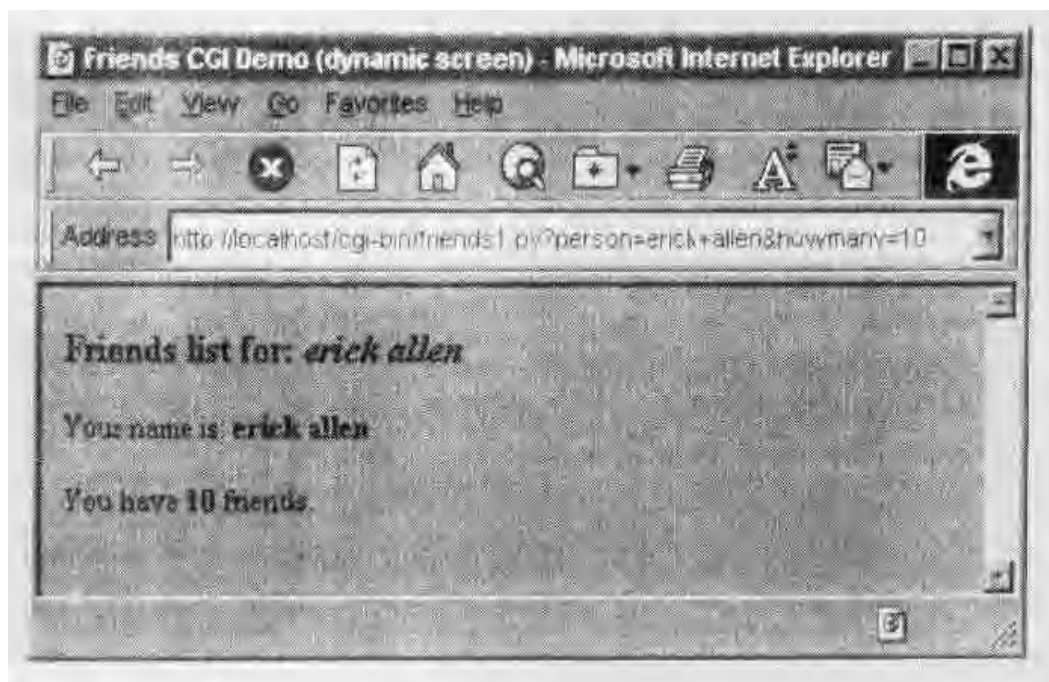 Friends CGI Demo (dynamic screen) - Microsoft Internet Explorer
File Edit View Go Favorites Help
Address http://localhost/cgi-bin/friends1.py?person=erick+allen&howmany=10
Friends list for: erick allen
Your name is: erick allen
You have 10 friends.